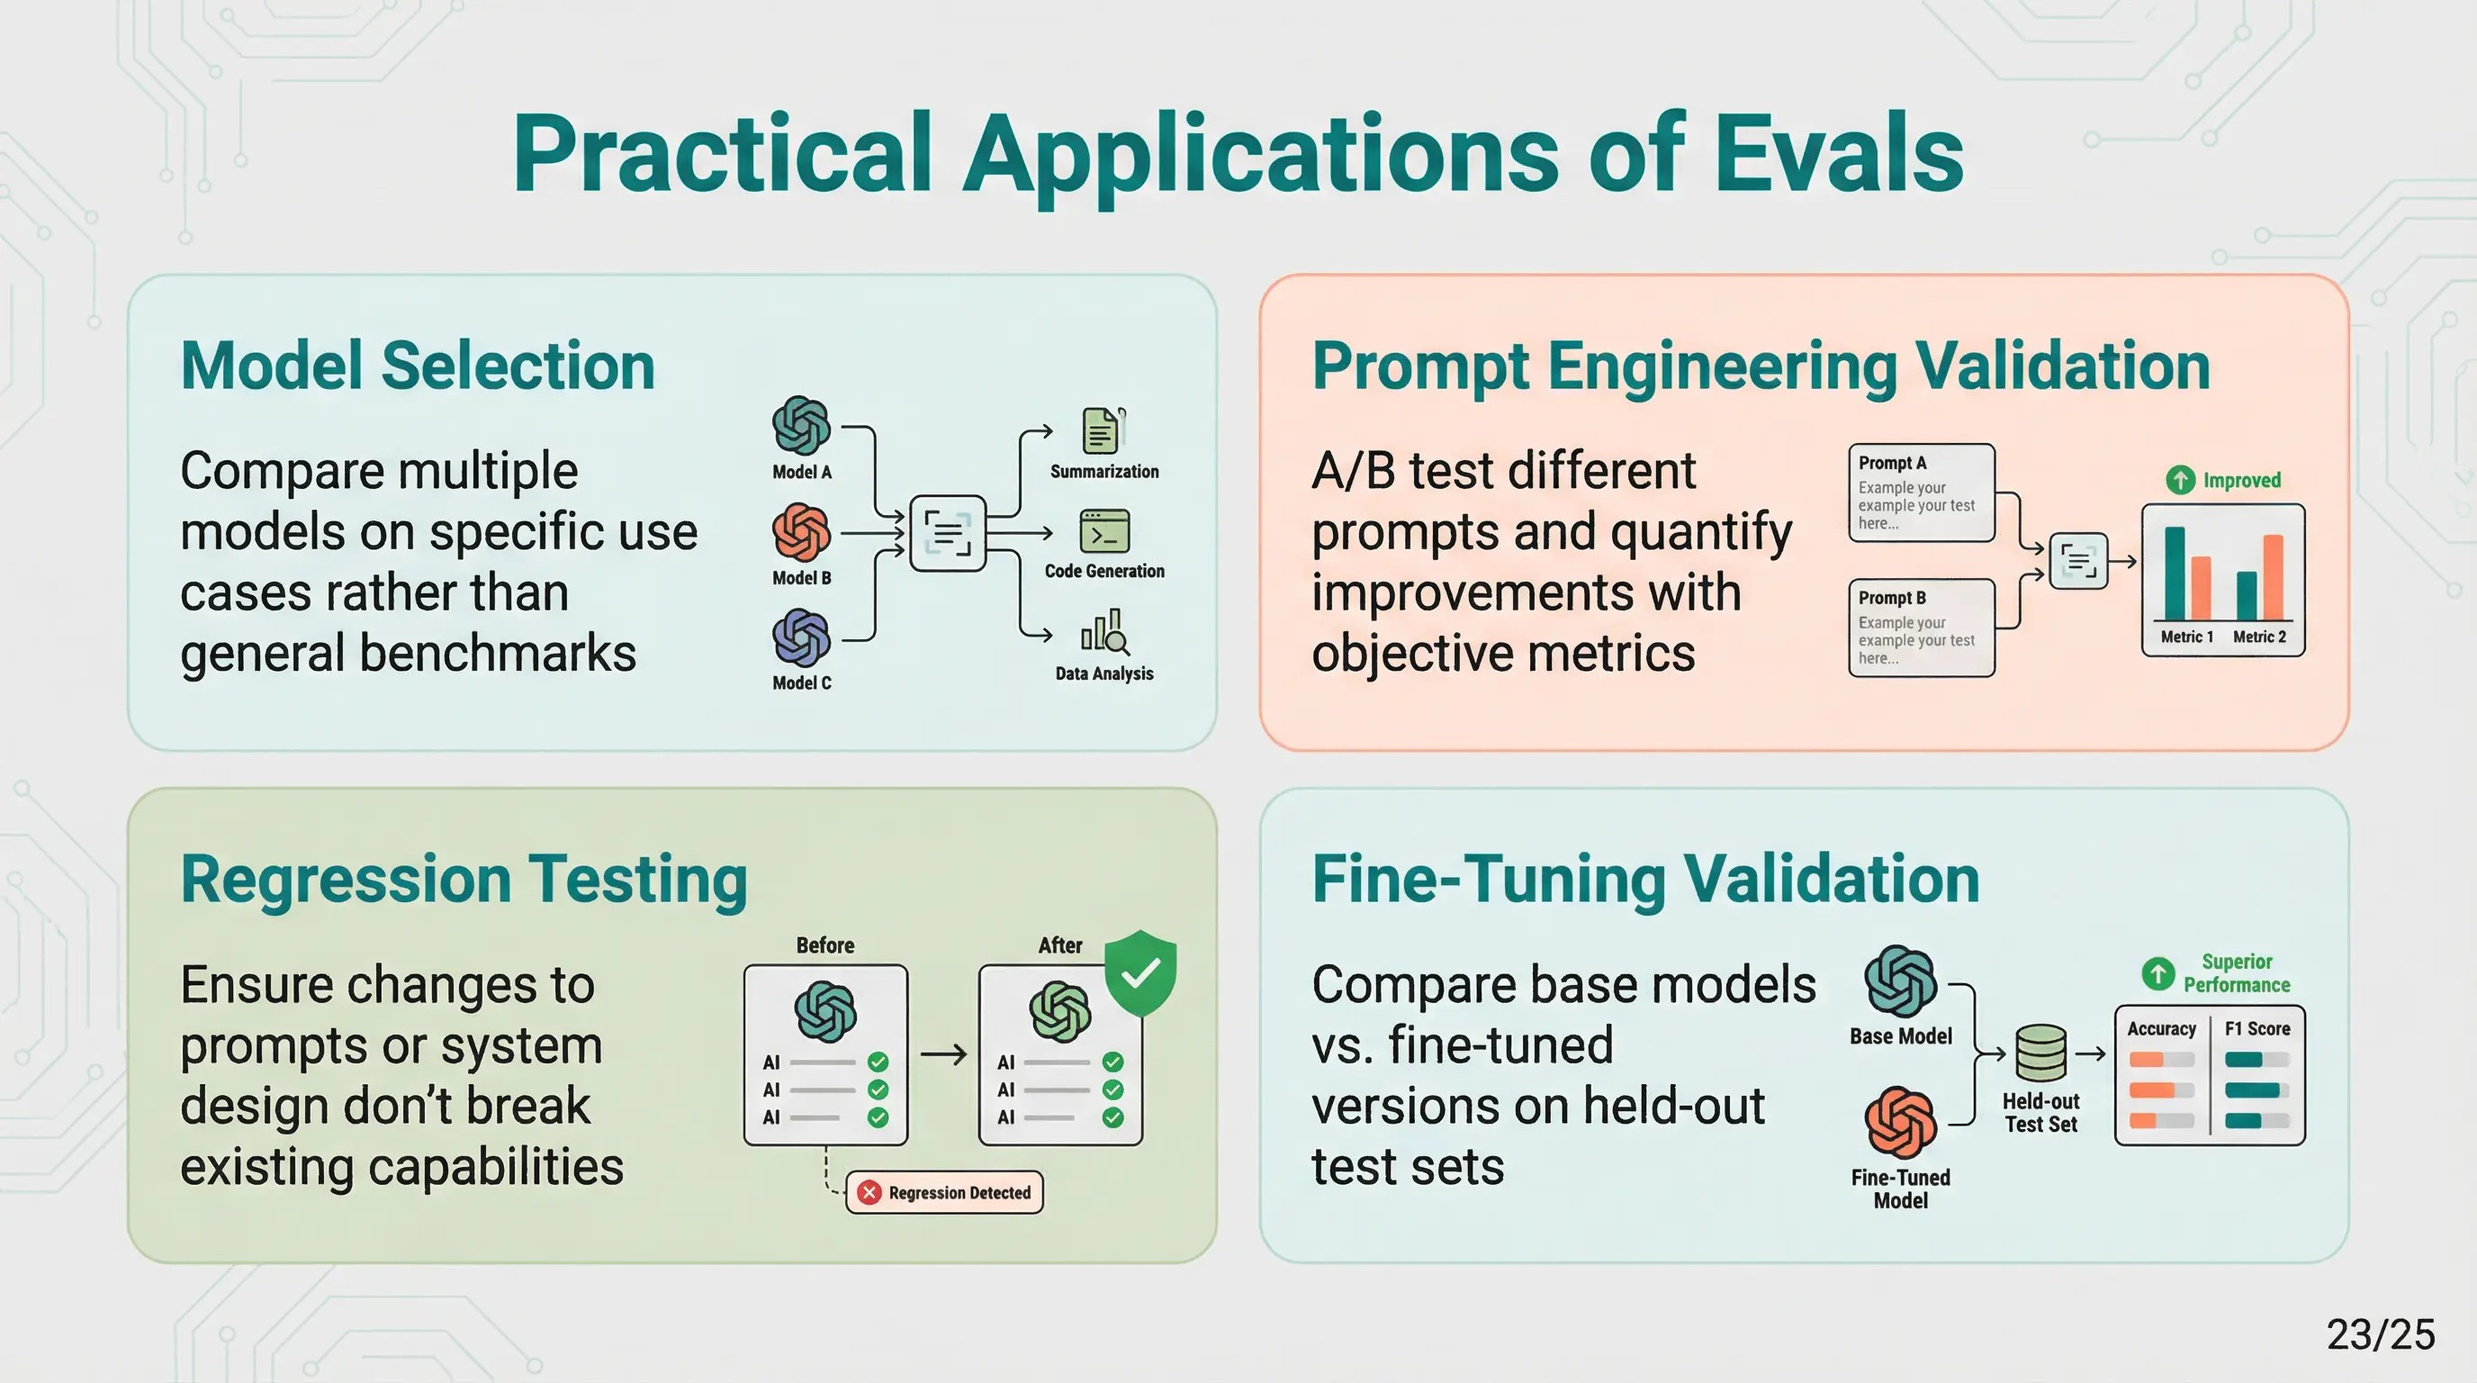 Practical Applications of Evals
Model Selection
Compare multiple
models on specific use
cases rather than
general benchmarks
Model A
Model B
Model C
Summarization
Code Generation
Data Analysis
Prompt Engineering Validation
A/B test different
prompts and quantify
improvements with
objective metrics
Prompt A
Example your
example your test
here...
Prompt B
Example your
example your test
here...
Improved
Metric 1 Metric 2
Regression Testing
Ensure changes to
prompts or system
design don't break
existing capabilities
Before
AI
AI
AI
After
AI
AI
AI
Regression Detected
Fine-Tuning Validation
Compare base models
vs. fine-tuned
versions on held-out
test sets
Base Model
Fine-Tuned
Model
Held-out
Test Set
Superior
Performance
Accuracy F1 Score
23/25